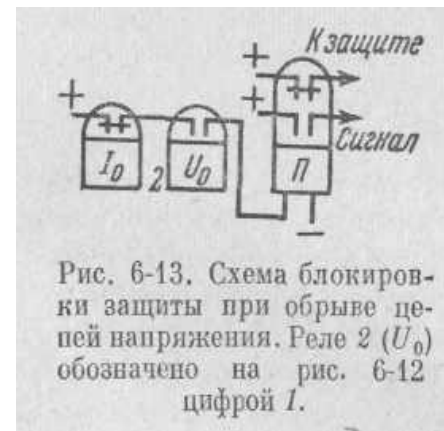 К защите
+
+
Сигнал
+
I₀
2
U₀
П
−
Рис. 6-13. Схема блокиров-
ки защиты при обрыве це-
пей напряжения. Реле 2 (U₀)
обозначено на рис. 6-12
цифрой 1.